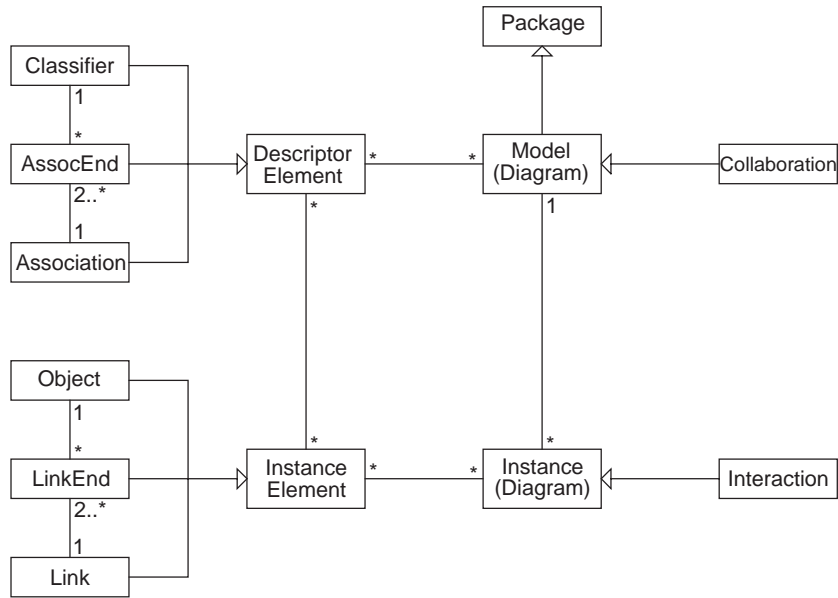 Package
Classifier
1
*
AssocEnd
2..*
1
Association
Descriptor
Element
*
*
*
Model
(Diagram)
1
Collaboration
Object
1
*
LinkEnd
2..*
1
Link
*
Instance
Element
*
*
*
Instance
(Diagram)
Interaction